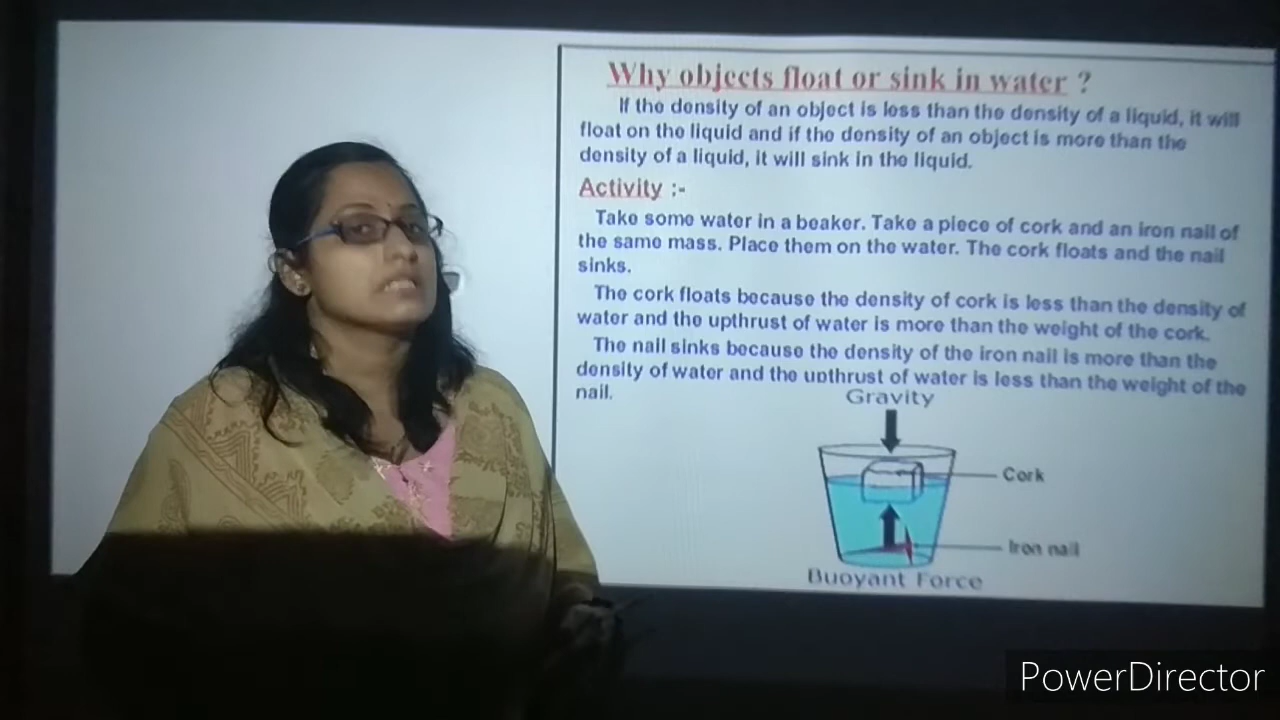 Why objects float or sink in water ?
If the density of an object is less than the density of a liquid, it will
float on the liquid and if the density of an object is more than the
density of a liquid, it will sink in the liquid.
Activity :-
Take some water in a beaker. Take a piece of cork and an iron nail of
the same mass. Place them on the water. The cork floats and the nail
sinks.
The cork floats because the density of cork is less than the density of
water and the upthrust of water is more than the weight of the cork.
The nail sinks because the density of the iron nail is more than the
density of water and the upthrust of water is less than the weight of the
nail.
Gravity
Cork
Iron nail
Buoyant Force
PowerDirector